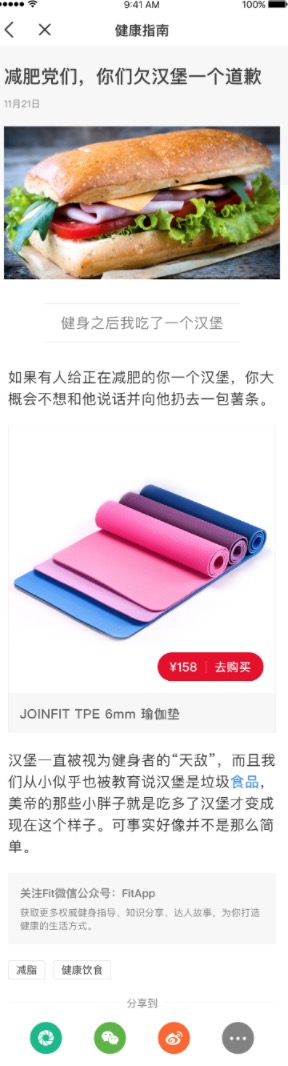 9:41 AM
100%
健康指南
减肥党们，你们欠汉堡一个道歉
11月21日
健身之后我吃了一个汉堡
如果有人给正在减肥的你一个汉堡，你大
概会不想和他说话并向他扔去一包薯条。
¥158 去购买
JOINFIT TPE 6mm 瑜伽垫
汉堡一直被视为健身者的“天敌”，而且我
们从小似乎也被教育说汉堡是垃圾食品，
美帝的那些小胖子就是吃多了汉堡才变成
现在这个样子。可事实好像并不是那么简
单。
关注Fit微信公众号：FitApp
获取更多权威健身指导、知识分享、达人故事，为你打造
健康的生活方式。
减脂 健康饮食
分享到